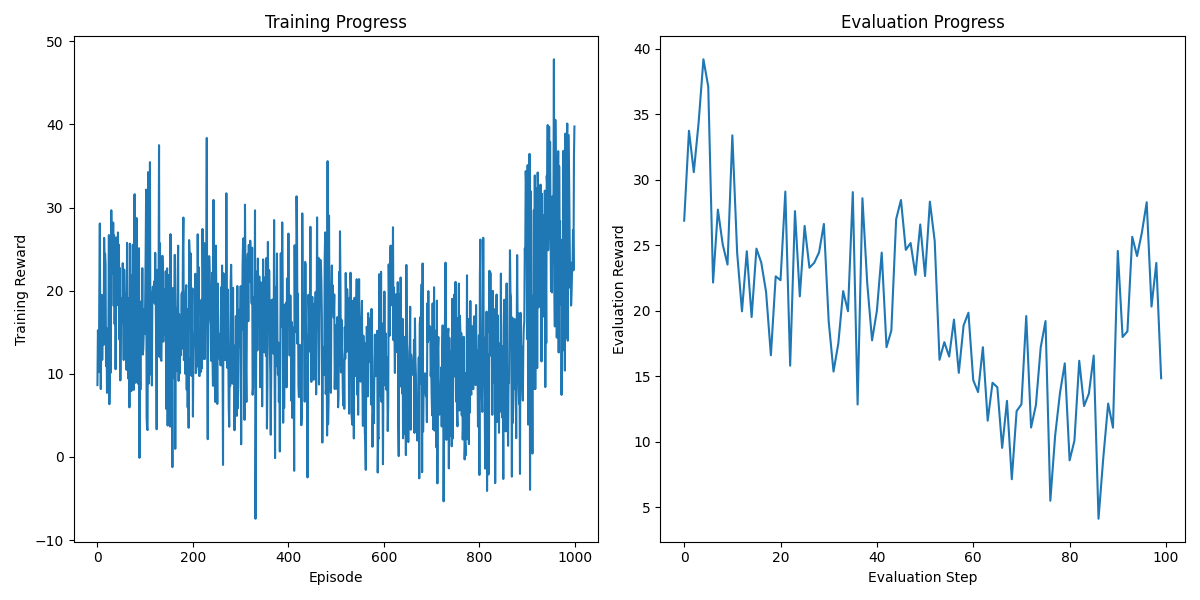 Training Progress
Training Reward
50
40
30
20
10
0
−10
0 200 400 600 800 1000
Episode
Evaluation Progress
Evaluation Reward
40
35
30
25
20
15
10
5
0 20 40 60 80 100
Evaluation Step